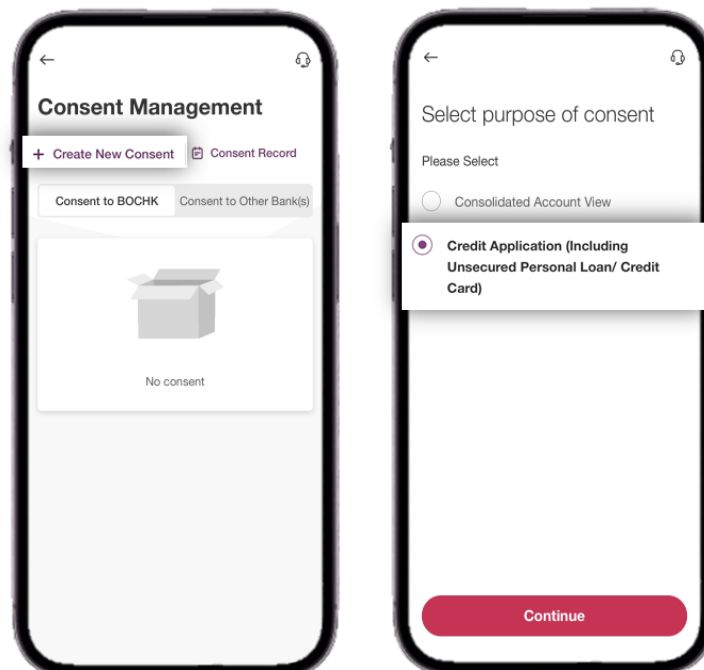 Consent Management
+ Create New Consent
Consent Record
Consent to BOCHK
Consent to Other Bank(s)
No consent
Select purpose of consent
Please Select
Consolidated Account View
Credit Application (Including
Unsecured Personal Loan/ Credit
Card)
Continue